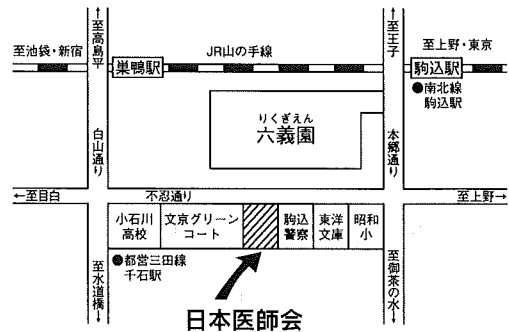 至高島平
至王子
至池袋・新宿
JR山の手線
至上野・東京
巣鴨駅
駒込駅
●南北線
駒込駅
りくぎえん
六義園
白山通り
本郷通り
←至目白
不忍通り
至上野→
小石川
高校
文京グリーン
コート
駒込
警察
東洋
文庫
昭和
小
●都営三田線
千石駅
至水道橋
至御茶の水
日本医師会